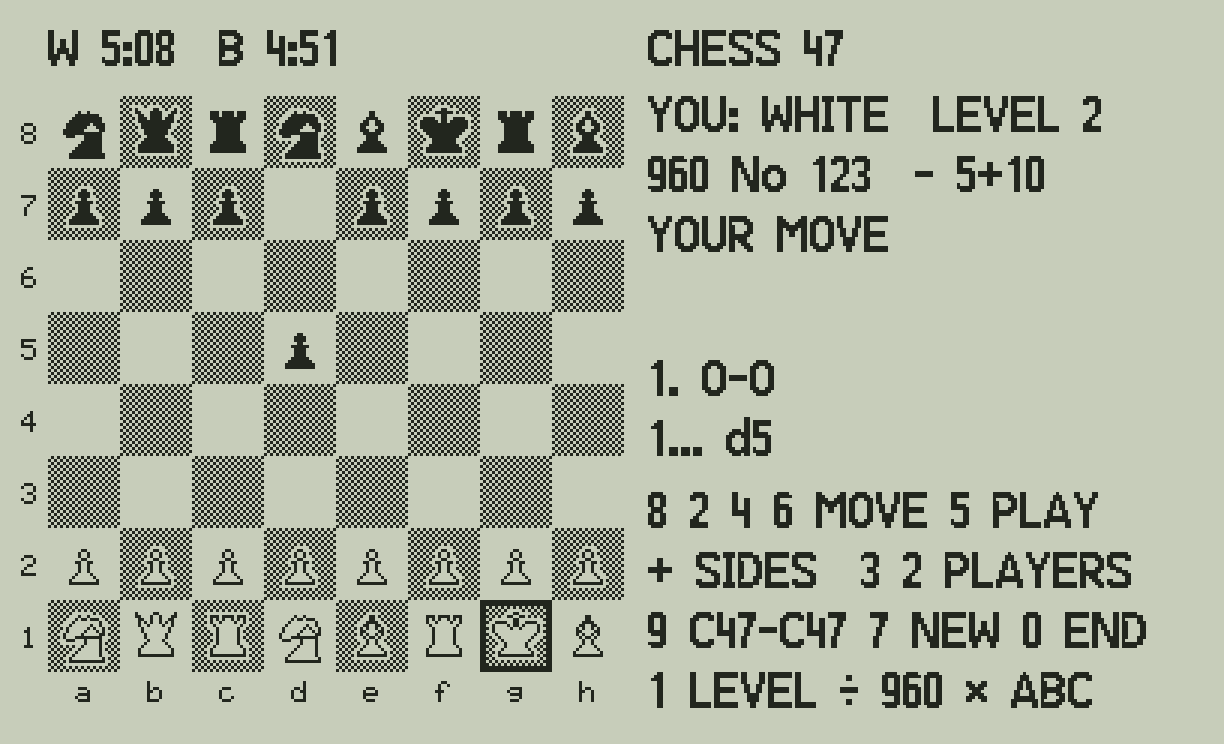 W 5:08 B 4:51
8
7
6
5
4
3
2
1
a b c d e f g h
CHESS 47
YOU: WHITE LEVEL 2
960 No 123 - 5+10
YOUR MOVE
1. O-O
1... d5
8 2 4 6 MOVE 5 PLAY
+ SIDES 3 2 PLAYERS
9 C47-C47 7 NEW 0 END
1 LEVEL ÷ 960 × ABC